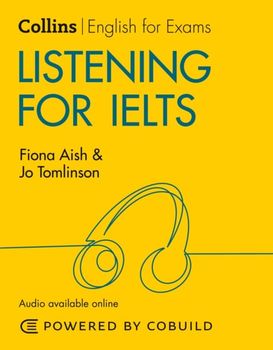 Collins | English for Exams
LISTENING
FOR IELTS
Fiona Aish &
Jo Tomlinson
Audio available online
POWERED BY COBUILD